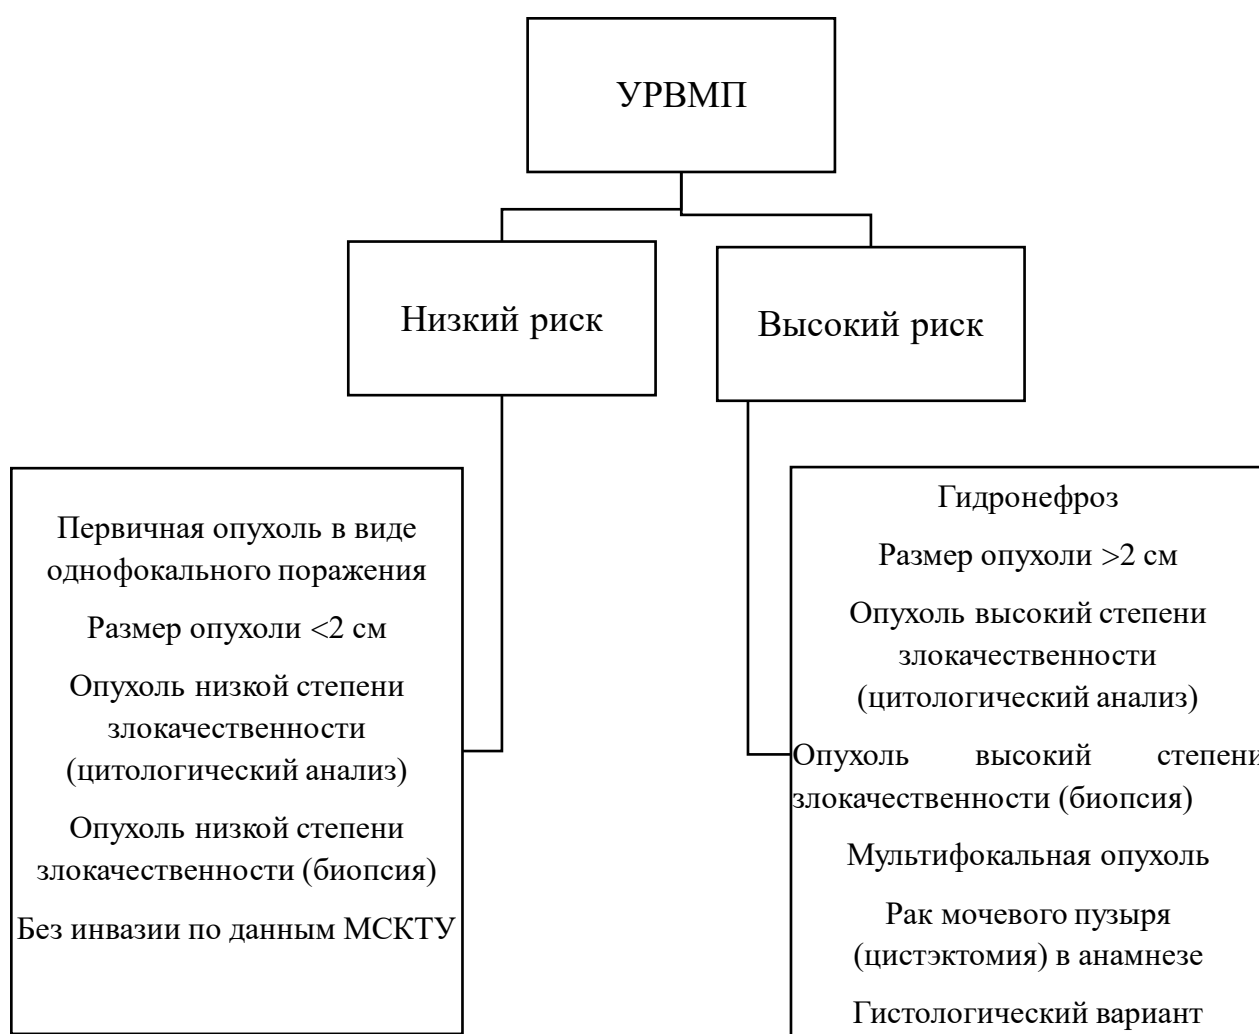 УРВМП
Низкий риск
Высокий риск
Первичная опухоль в виде
однофокального поражения
Размер опухоли <2 см
Опухоль низкой степени
злокачественности
(цитологический анализ)
Опухоль низкой степени
злокачественности (биопсия)
Без инвазии по данным МСКТУ
Гидронефроз
Размер опухоли >2 см
Опухоль высокий степени
злокачественности
(цитологический анализ)
Опухоль высокий степени
злокачественности (биопсия)
Мультифокальная опухоль
Рак мочевого пузыря
(цистэктомия) в анамнезе
Гистологический вариант